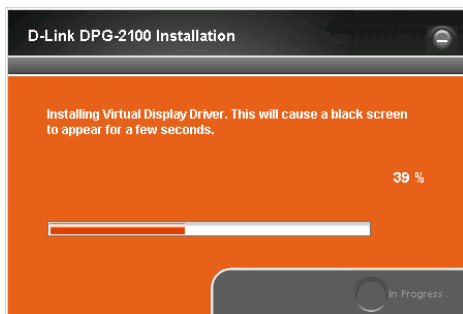 D-Link DPG-2100 Installation
Installing Virtual Display Driver. This will cause a black screen
to appear for a few seconds.
39 %
In Progress .